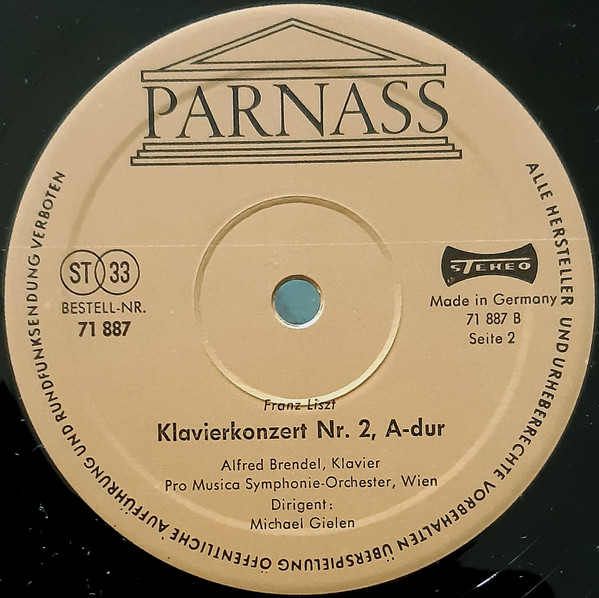 PARNASS
ST 33
BESTELL-NR.
71 887
STEREO
Made in Germany
71 887 B
Seite 2
Franz Liszt
Klavierkonzert Nr. 2, A-dur
Alfred Brendel, Klavier
Pro Musica Symphonie-Orchester, Wien
Dirigent:
Michael Gielen
ALLE HERSTELLER UND URHEBERRECHTE VORBEHALTEN ÜBERSPIELUNG ÖFFENTLICHE AUFFÜHRUNG UND RUNDFUNKSENDUNG VERBOTEN